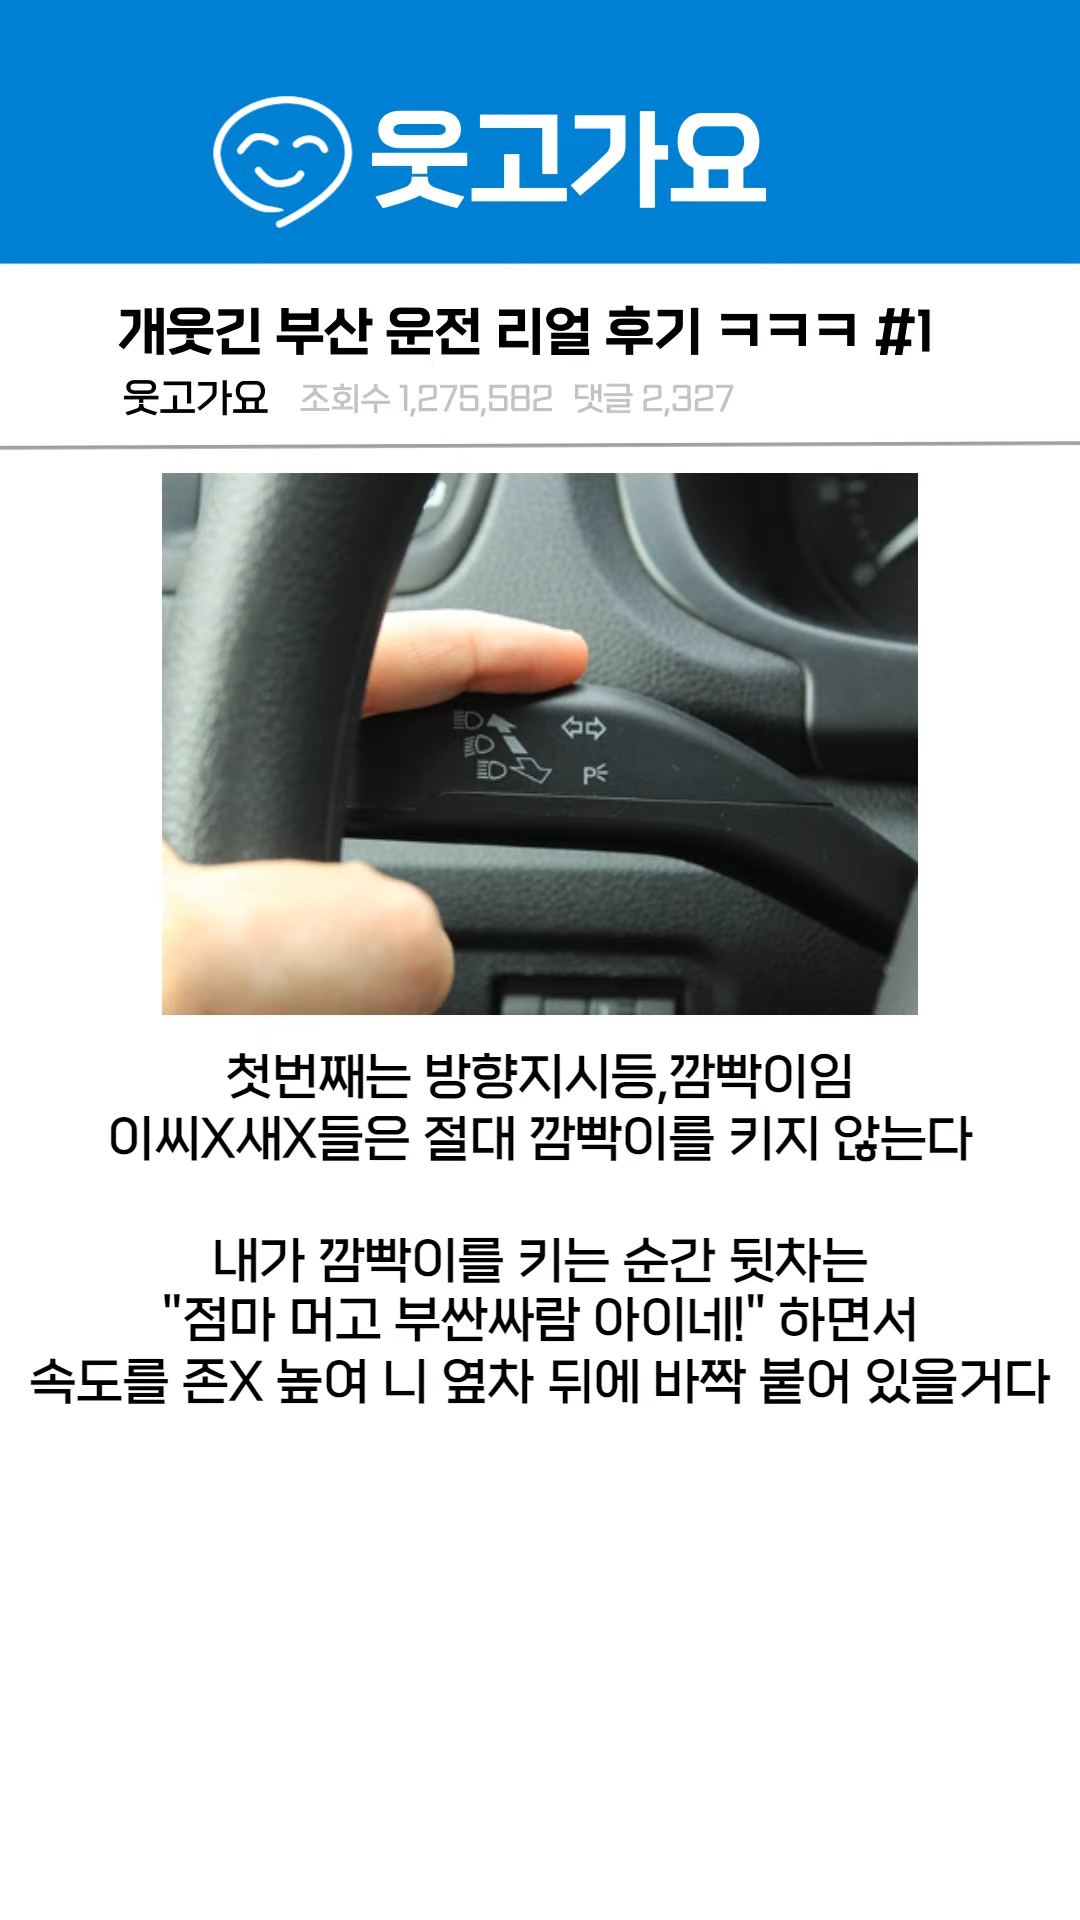 웃고가요
개웃긴 부산 운전 리얼 후기 ㅋㅋㅋ #1
웃고가요 조회수 1,275,582 댓글 2,327
P
첫번째는 방향지시등,깜빡이임
이씨X새X들은 절대 깜빡이를 키지 않는다
내가 깜빡이를 키는 순간 뒷차는
"점마 머고 부싼싸람 아이네!" 하면서
속도를 존X 높여 니 옆차 뒤에 바짝 붙어 있을거다